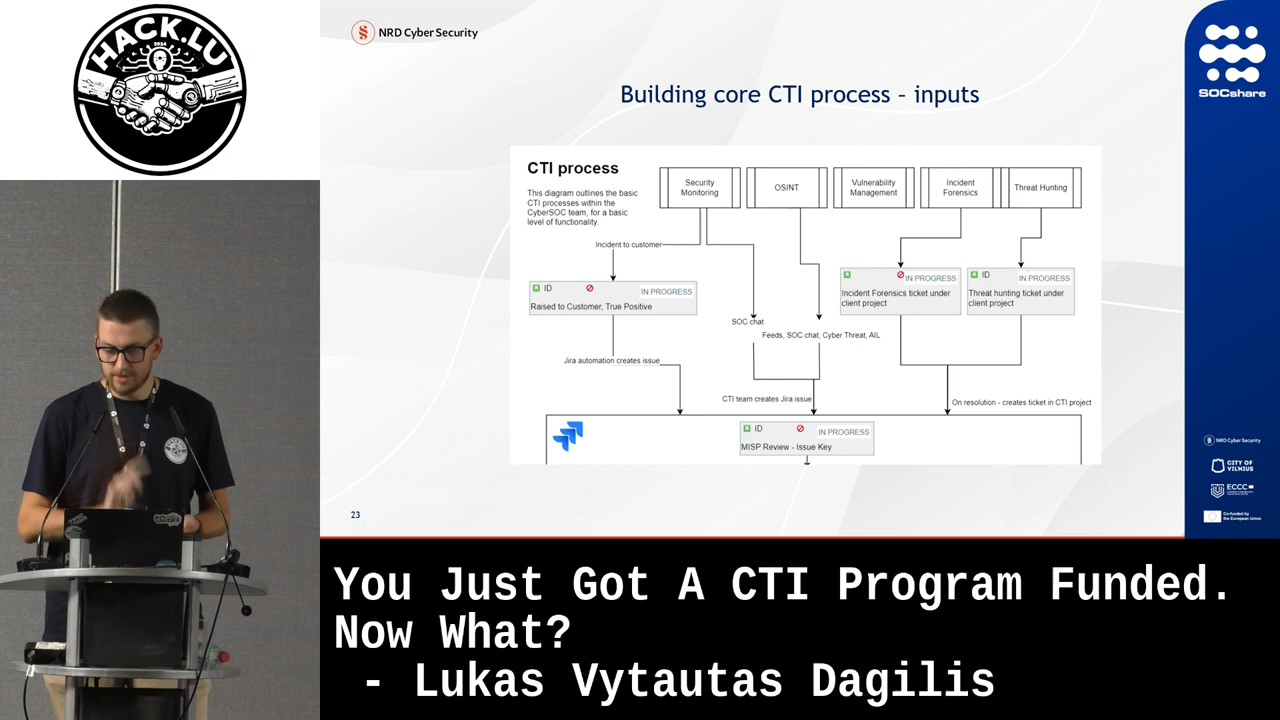 HACK.LU
2024
NRD Cyber Security
SOCshare
Building core CTI process – inputs
CTI process
This diagram outlines the basic
CTI processes within the
CyberSOC team, for a basic
level of functionality.
Security
Monitoring
OSINT
Vulnerability
Management
Incident
Forensics
Threat Hunting
Incident to customer
ID
IN PROGRESS
Raised to Customer, True Positive
IN PROGRESS
Incident Forensics ticket under
client project
ID
IN PROGRESS
Threat hunting ticket under
client project
SOC chat
Feeds, SOC chat, Cyber Threat, AIL
Jira automation creates issue
CTI team creates Jira issue
On resolution - creates ticket in CTI project
ID
IN PROGRESS
MISP Review - Issue Key
23
NRD Cyber Security
CITY OF
VILNIUS
ECCC
Co-funded by
the European Union
You Just Got A CTI Program Funded.
Now What?
- Lukas Vytautas Dagilis